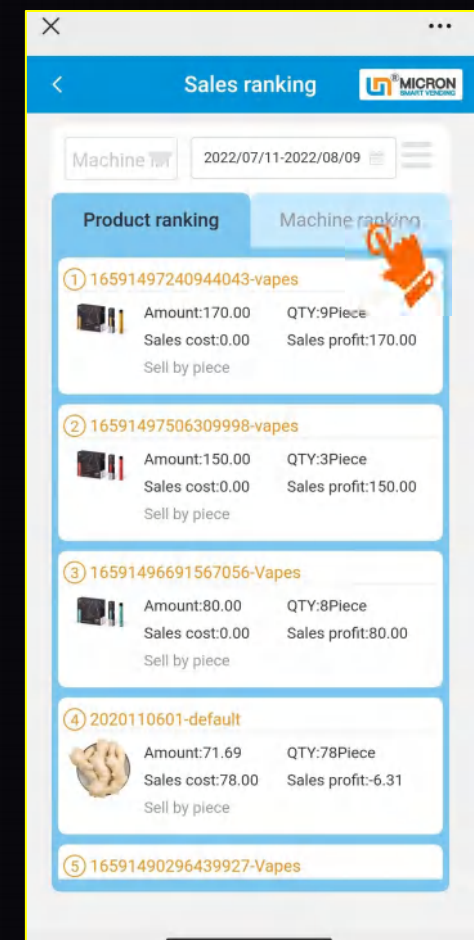 Sales ranking
MICRON
SMART VENDING
Machine
2022/07/11-2022/08/09
Product ranking
Machine ranking
1 16591497240944043-vapes
Amount:170.00 QTY:9Piece
Sales cost:0.00 Sales profit:170.00
Sell by piece
2 16591497506309998-vapes
Amount:150.00 QTY:3Piece
Sales cost:0.00 Sales profit:150.00
Sell by piece
3 16591496691567056-Vapes
Amount:80.00 QTY:8Piece
Sales cost:0.00 Sales profit:80.00
Sell by piece
4 2020110601-default
Amount:71.69 QTY:78Piece
Sales cost:78.00 Sales profit:-6.31
Sell by piece
5 16591490296439927-Vapes